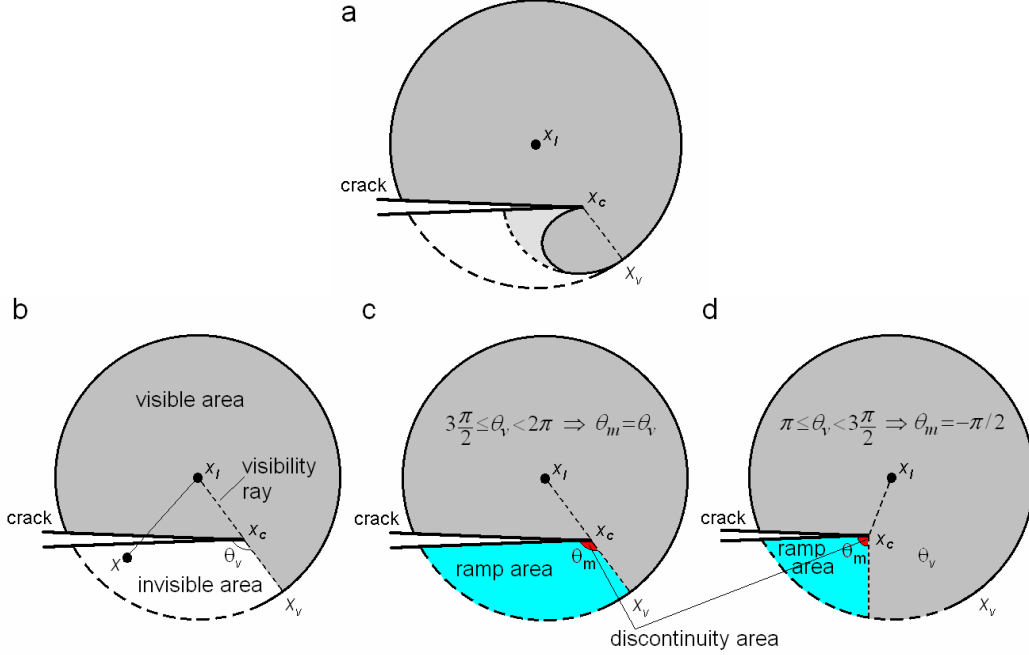 a
x_I
crack
x_c
x_v
b
visible area
x_I
visibility
ray
crack
x_c
θ_v
x
invisible area
x_v
c
3π/2 ≤ θ_v < 2π ⇒ θ_m = θ_v
x_I
crack
x_c
θ_m
ramp area
x_v
d
π ≤ θ_v < 3π/2 ⇒ θ_m = −π/2
x_I
crack
x_c
ramp
area
θ_m
θ_v
x_v
discontinuity area